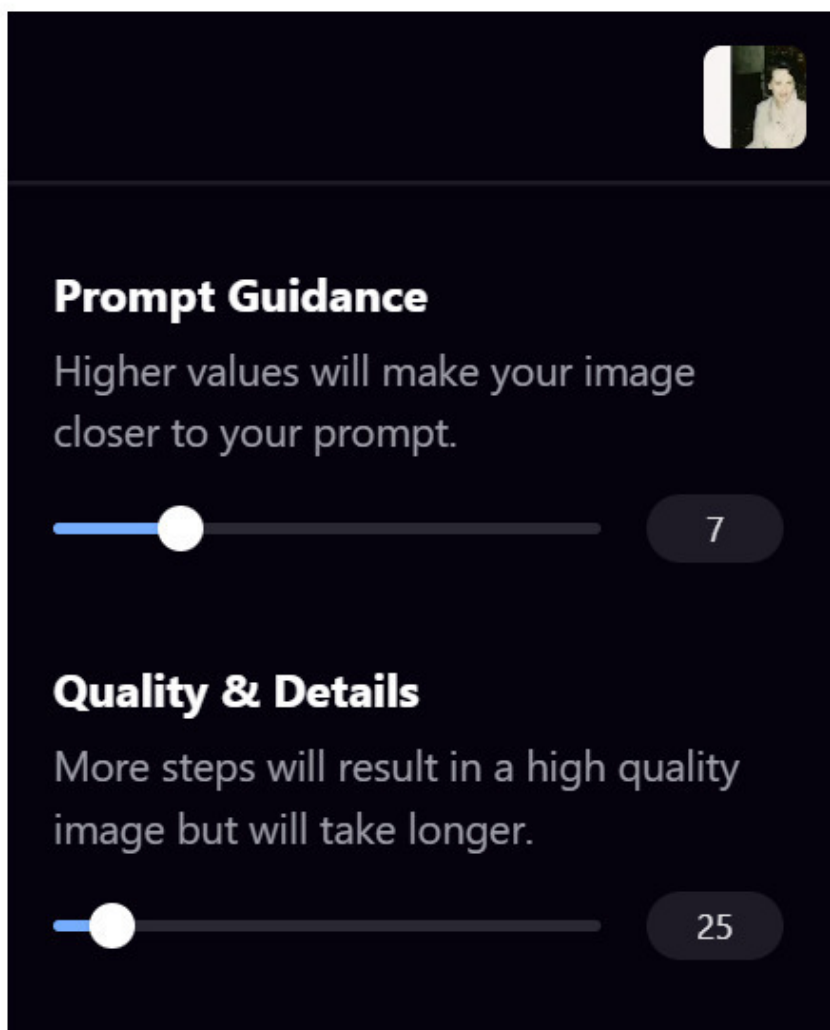 Prompt Guidance
Higher values will make your image
closer to your prompt.
7
Quality & Details
More steps will result in a high quality
image but will take longer.
25